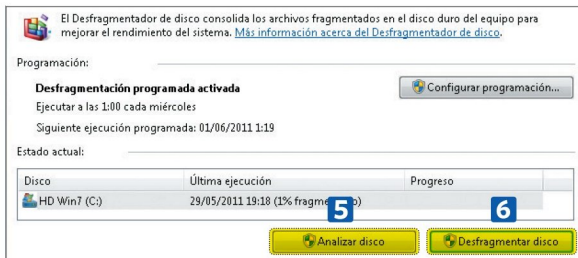 El Desfragmentador de disco consolida los archivos fragmentados en el disco duro del equipo para
mejorar el rendimiento del sistema. Más información acerca del Desfragmentador de disco.
Programación:
Desfragmentación programada activada
Configurar programación...
Ejecutar a las 1:00 cada miércoles
Siguiente ejecución programada: 01/06/2011 1:19
Estado actual:
Disco Última ejecución Progreso
HD Win7 (C:) 29/05/2011 19:18 (1%
5 6
Analizar disco Desfragmentar disco